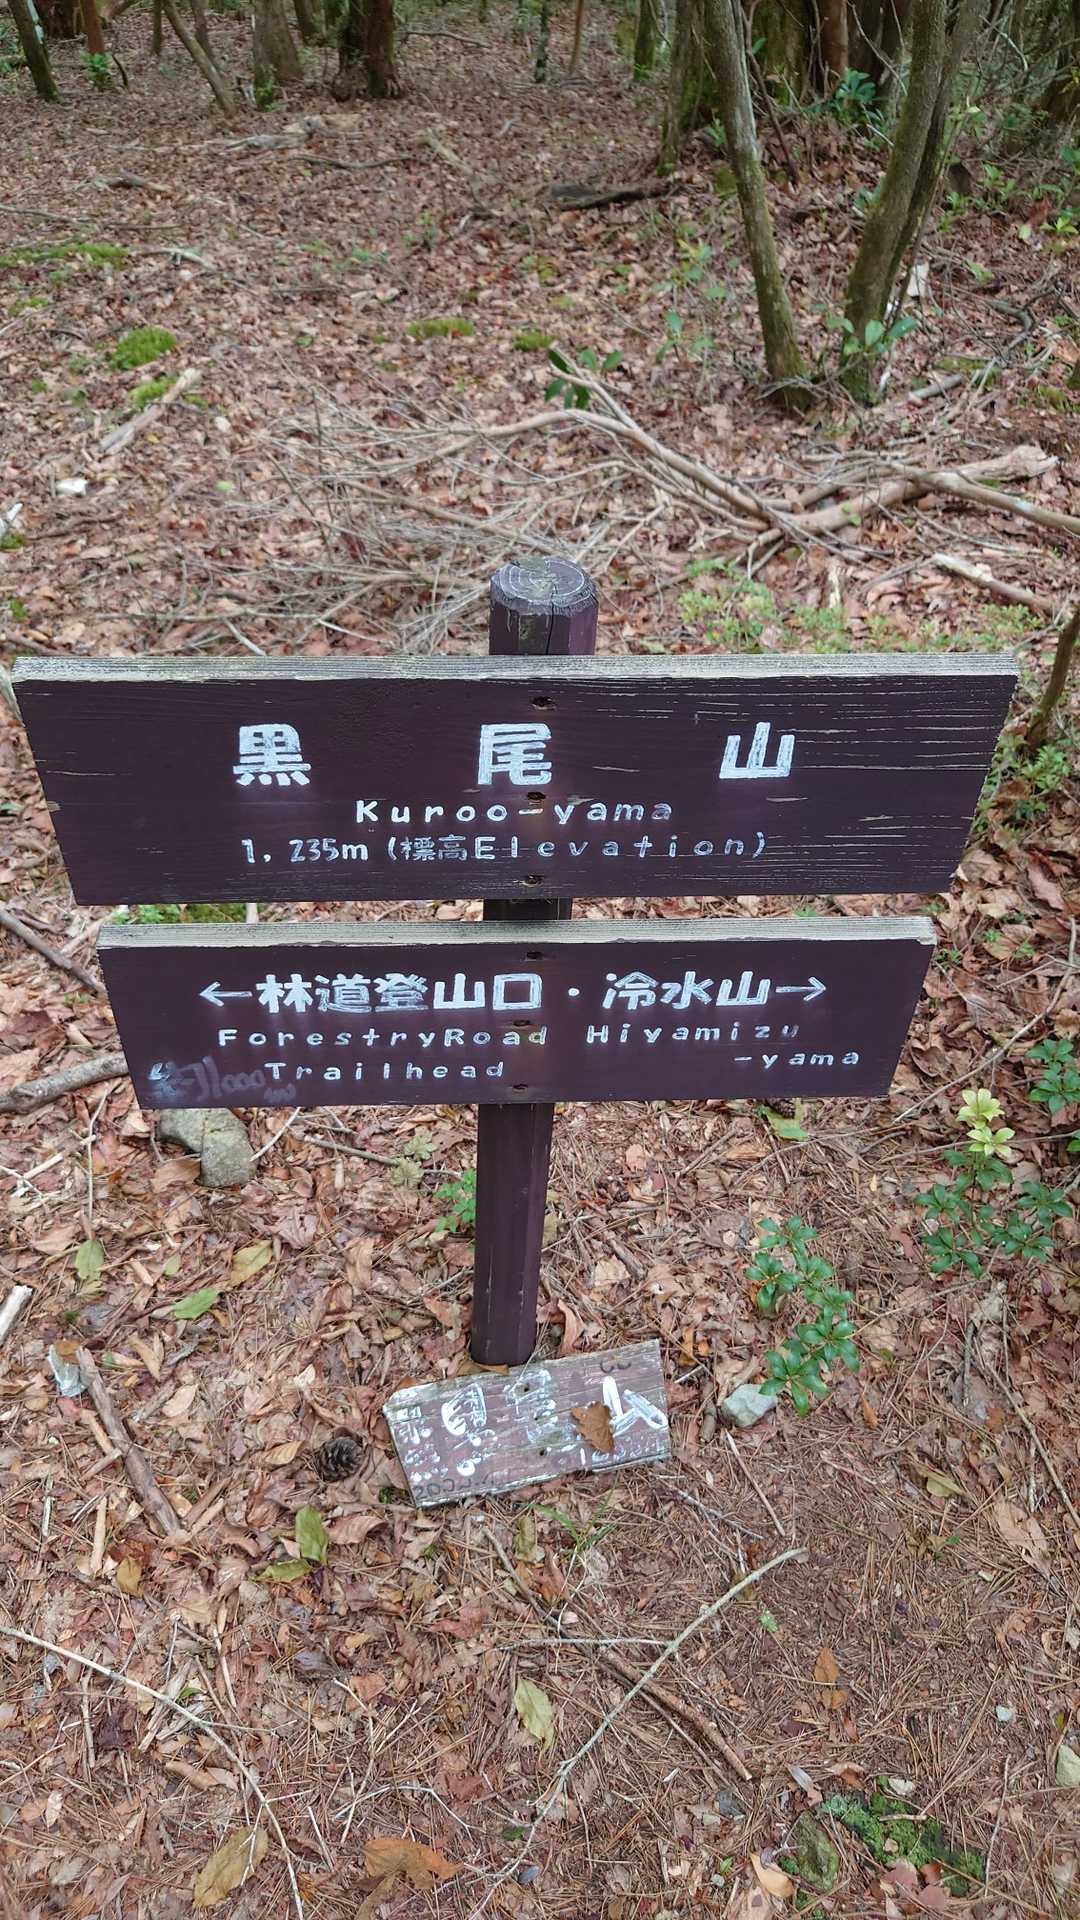 黒尾山
Kuroo-yama
1,235m (標高Elevation)
←林道登山口・冷水山→
ForestryRoad Hiyamizu
Trailhead -yama